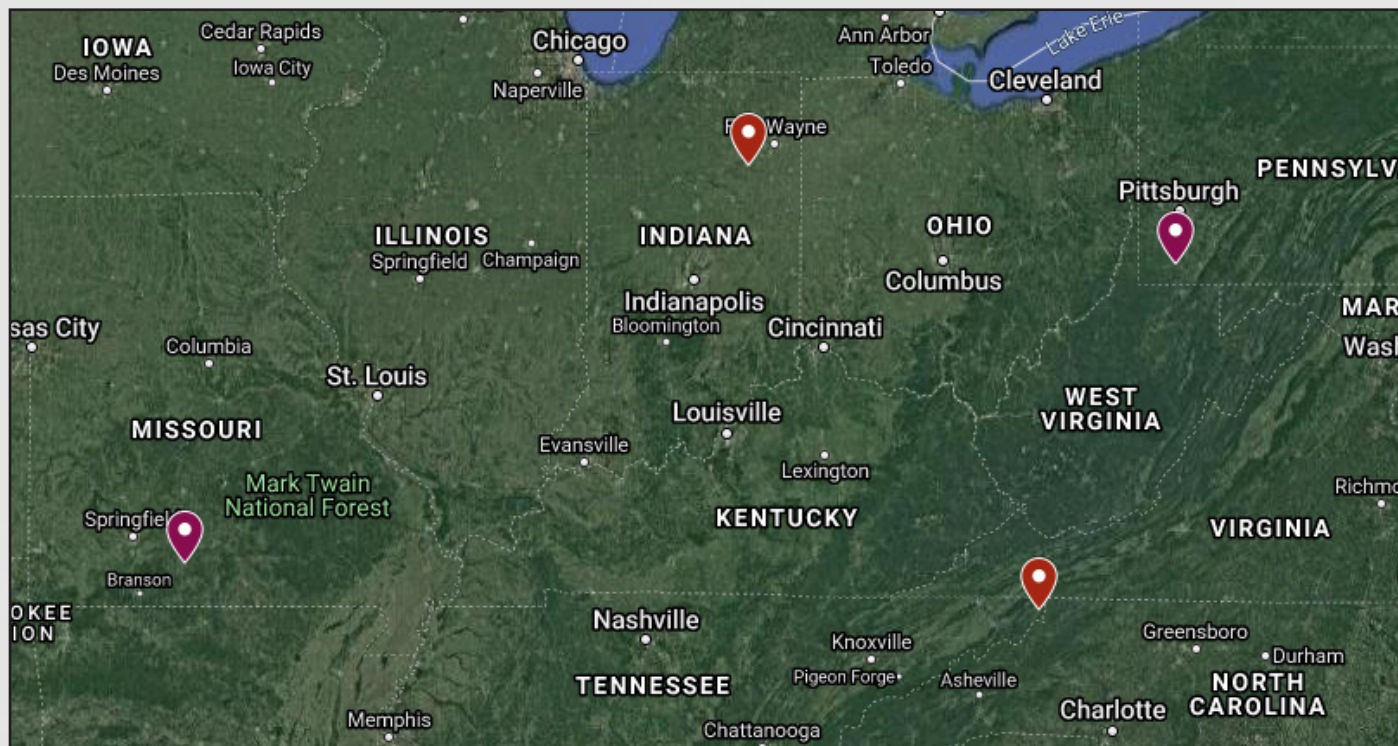 IOWA
Cedar Rapids
Des Moines
Iowa City
Chicago
Naperville
Ann Arbor
Toledo
Lake Erie
Cleveland
Wayne
PENNSYLV
Pittsburgh
ILLINOIS
Springfield
Champaign
INDIANA
Indianapolis
Bloomington
OHIO
Columbus
Cincinnati
MAR
Wash
sas City
Columbia
St. Louis
MISSOURI
Louisville
Evansville
Lexington
WEST
VIRGINIA
Mark Twain
National Forest
KENTUCKY
Richmo
VIRGINIA
Springfiel
Branson
OKEE
ION
Nashville
Knoxville
Pigeon Forge
Asheville
Greensboro
Durham
TENNESSEE
NORTH
CAROLINA
Charlotte
Memphis
Chattanooga